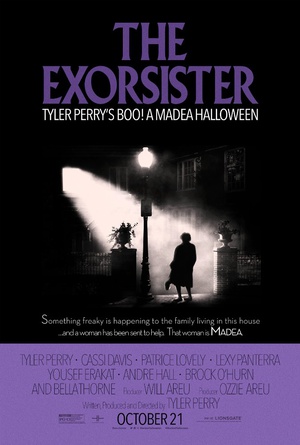 THE
EXORSISTER
TYLER PERRY'S BOO! A MADEA HALLOWEEN
Something freaky is happening to the family living in this house
...and a woman has been sent to help. That woman is MADEA.
TYLER PERRY • CASSI DAVIS • PATRICE LOVELY • LEXY PANTERRA
YOUSEF ERAKAT • ANDRE HALL • BROCK O'HURN
AND BELLA THORNE Producer WILL AREU Producer OZZIE AREU
Written, Produced and Directed by TYLER PERRY
OCTOBER 21
LIONSGATE